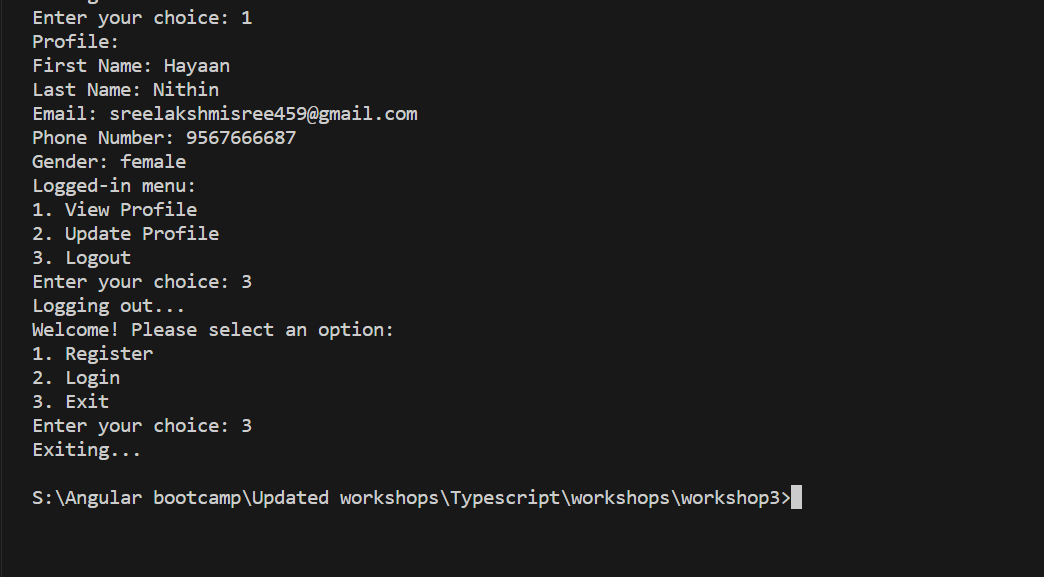 Enter your choice: 1
Profile:
First Name: Hayaan
Last Name: Nithin
Email: sreelakshmisree459@gmail.com
Phone Number: 9567666687
Gender: female
Logged-in menu:
1. View Profile
2. Update Profile
3. Logout
Enter your choice: 3
Logging out...
Welcome! Please select an option:
1. Register
2. Login
3. Exit
Enter your choice: 3
Exiting...
S:\Angular bootcamp\Updated workshops\Typescript\workshops\workshop3>